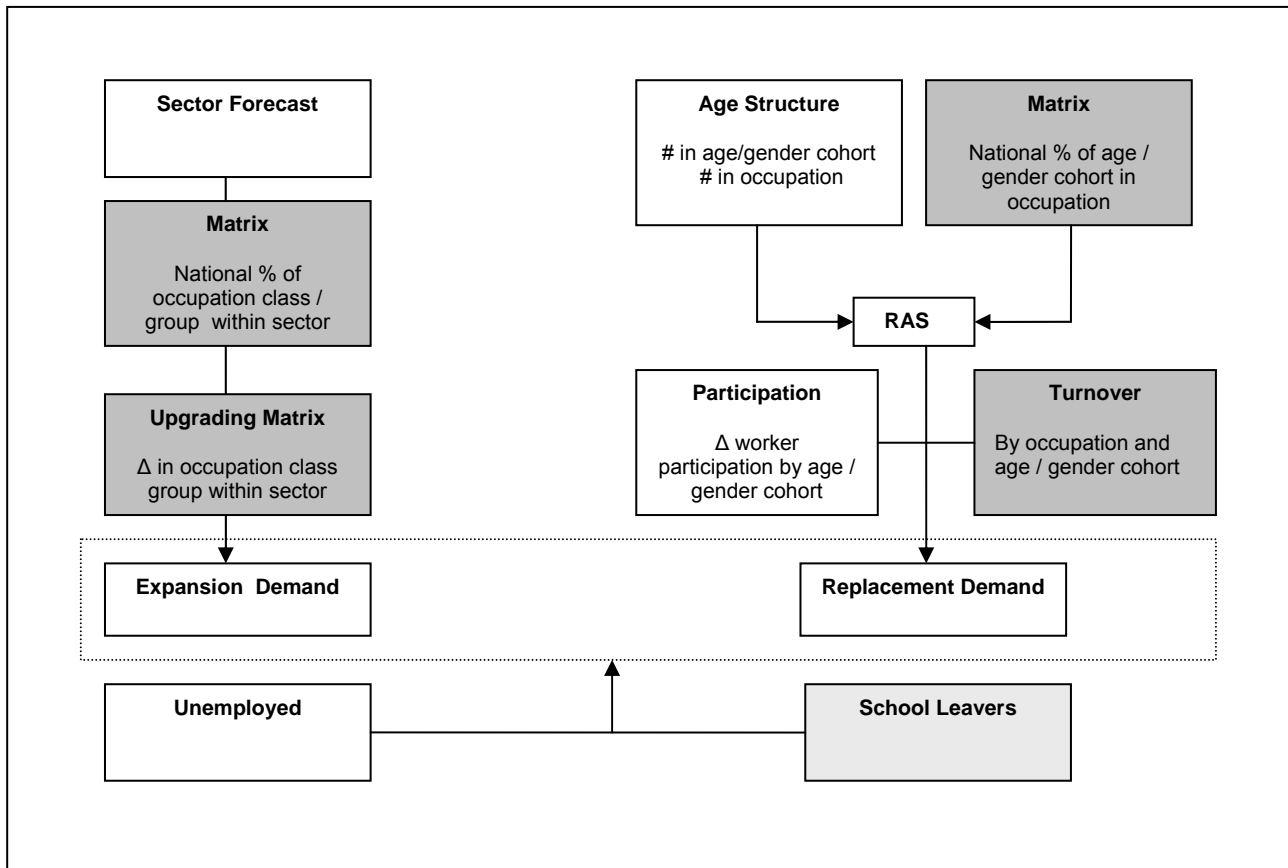 Sector Forecast
Matrix
National % of
occupation class /
group within sector
Upgrading Matrix
Δ in occupation class
group within sector
Age Structure
# in age/gender cohort
# in occupation
Matrix
National % of age /
gender cohort in
occupation
RAS
Participation
Δ worker
participation by age /
gender cohort
Turnover
By occupation and
age / gender cohort
Expansion Demand
Replacement Demand
Unemployed
School Leavers